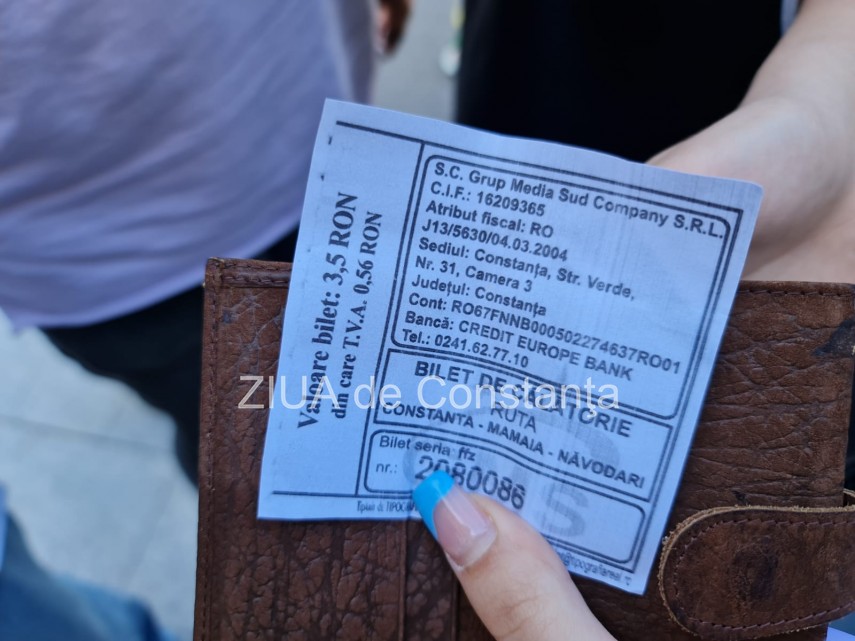 Valoare bilet: 3,5 RON
din care T.V.A. 0,56 RON
S.C. Grup Media Sud Company S.R.L.
C.I.F.: 16209365
Atribut fiscal: RO
J13/5630/04.03.2004
Sediul: Constanța, Str. Verde,
Nr. 31, Camera 3
Județul: Constanța
Cont: RO67FNNB000502274637RO01
Bancă: CREDIT EUROPE BANK
Tel.: 0241.62.77.10
BILET DE CĂLĂTORIE
RUTA
CONSTANTA - MAMAIA - NĂVODARI
Bilet seria: ffz
nr.: 2080086
ZIUA de Constanța